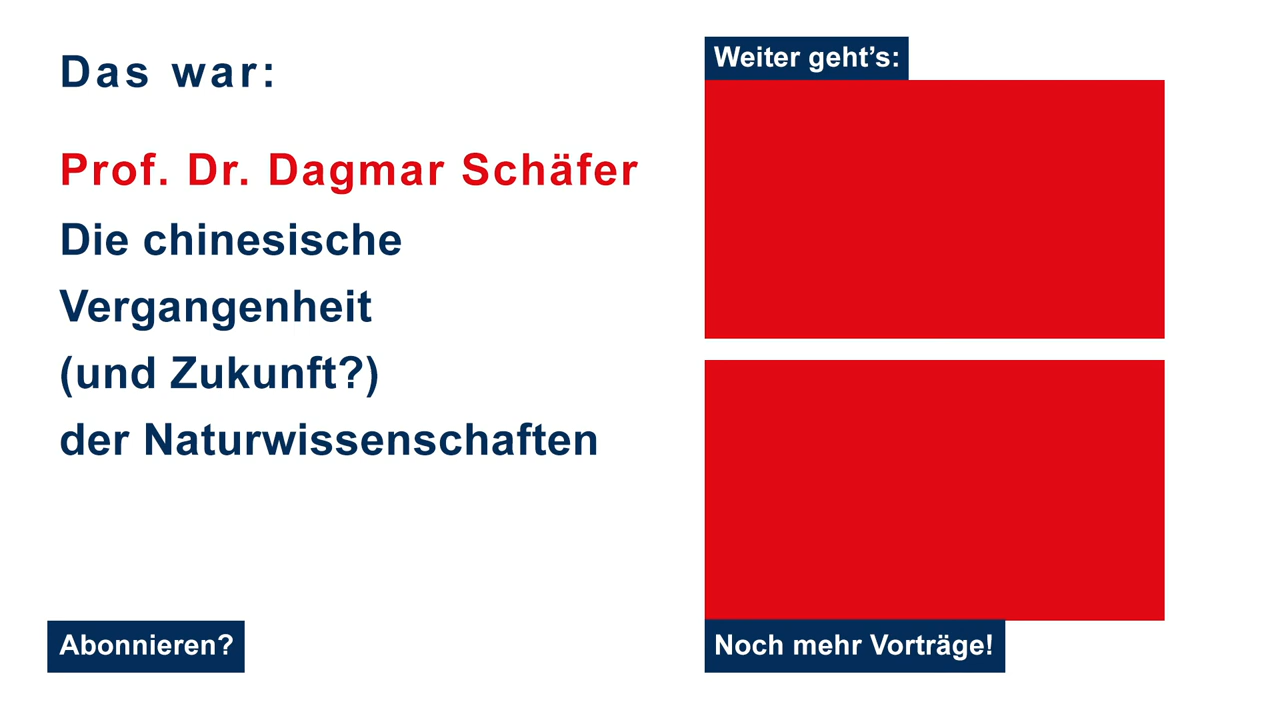 Das war:
Prof. Dr. Dagmar Schäfer
Die chinesische
Vergangenheit
(und Zukunft?)
der Naturwissenschaften
Abonnieren?
Weiter geht’s:
Noch mehr Vorträge!